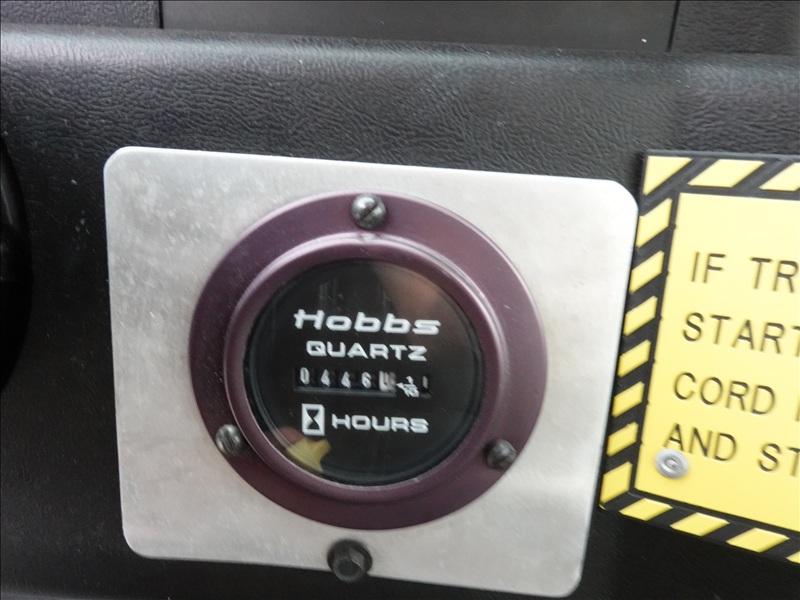 Hobbs
QUARTZ
0446 1/10
HOURS
IF TR
START
CORD
AND ST